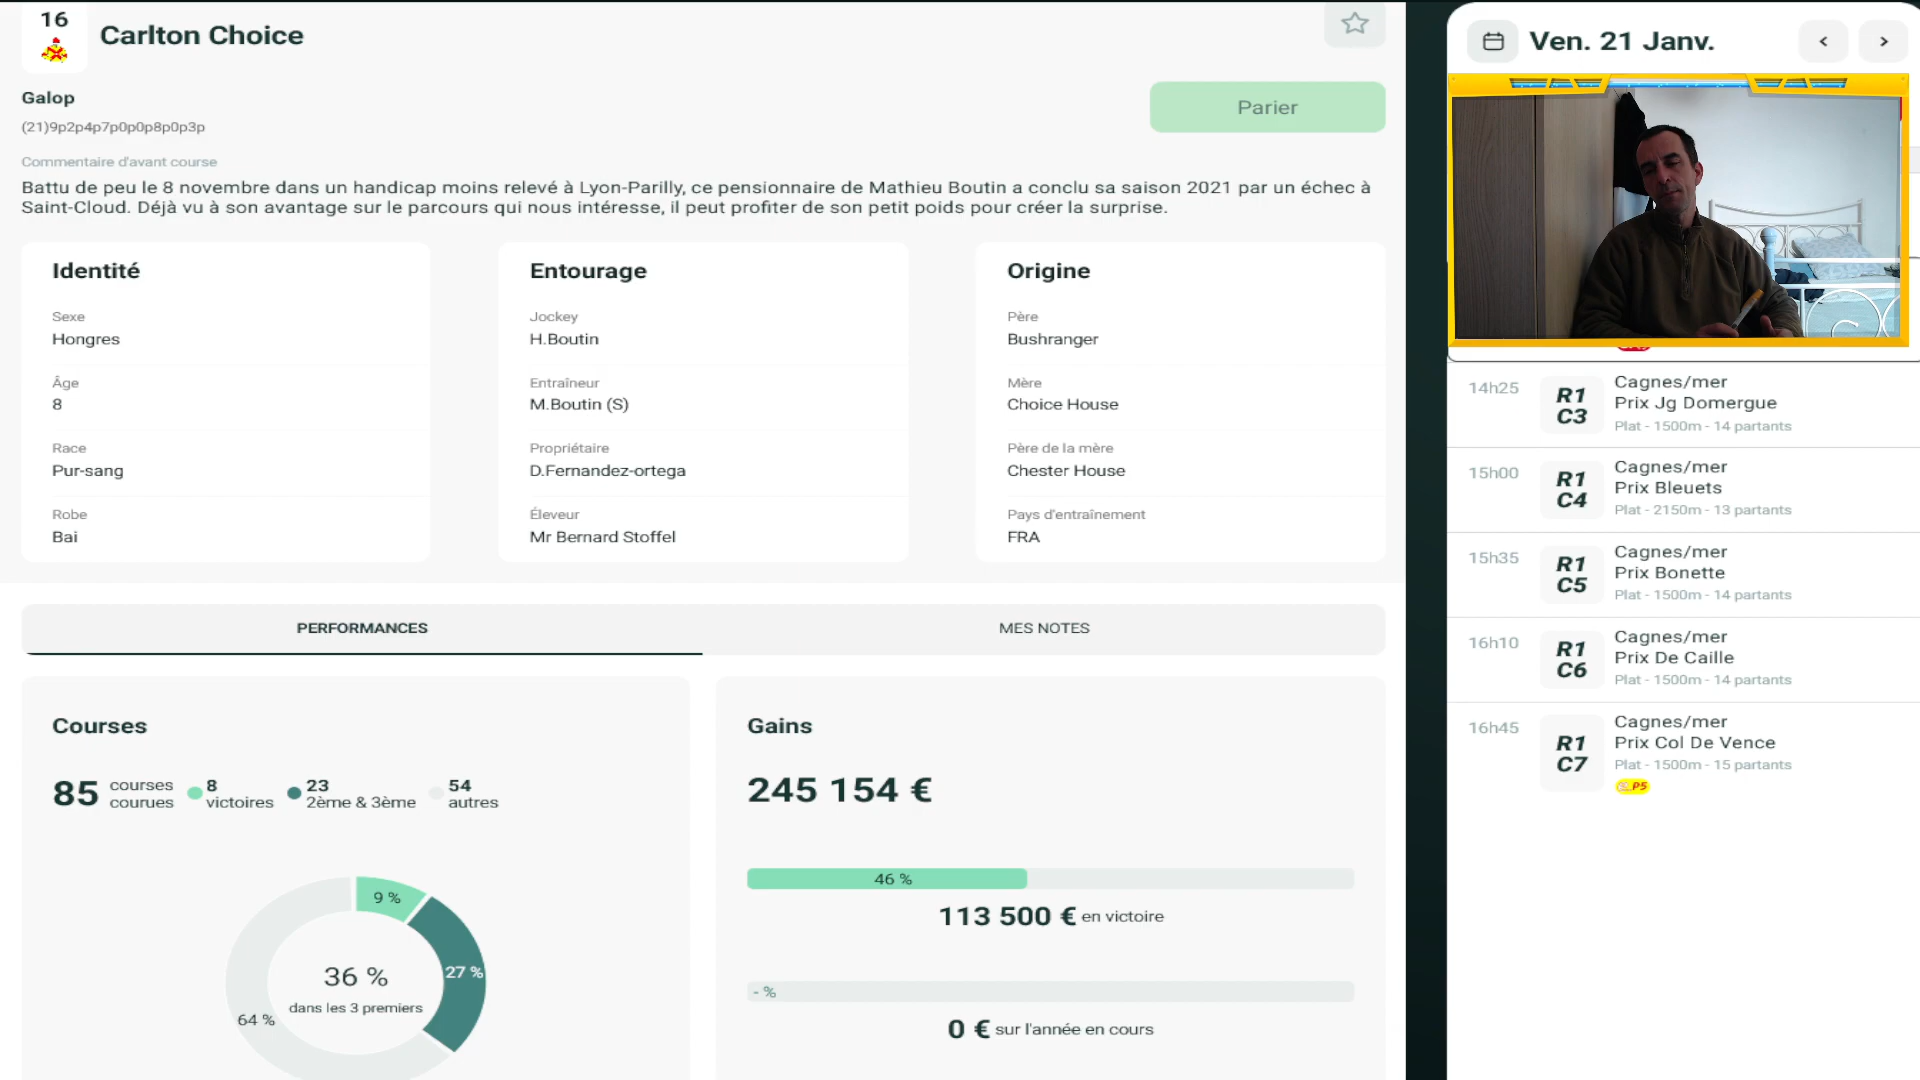 16
Carlton Choice
Galop
(21)9p2p4p7p0p0p8p0p3p
Parier
Commentaire d'avant course
Battu de peu le 8 novembre dans un handicap moins relevé à Lyon-Parilly, ce pensionnaire de Mathieu Boutin a conclu sa saison 2021 par un échec à
Saint-Cloud. Déjà vu à son avantage sur le parcours qui nous intéresse, il peut profiter de son petit poids pour créer la surprise.
Identité
Sexe
Hongres
Âge
8
Race
Pur-sang
Robe
Bai
Entourage
Jockey
H.Boutin
Entraîneur
M.Boutin (S)
Propriétaire
D.Fernandez-ortega
Éleveur
Mr Bernard Stoffel
Origine
Père
Bushranger
Mère
Choice House
Père de la mère
Chester House
Pays d'entraînement
FRA
PERFORMANCES
MES NOTES
Courses
85 courses courues
8 victoires
23 2ème & 3ème
54 autres
9 %
27 %
64 %
36 %
dans les 3 premiers
Gains
245 154 €
46 %
113 500 € en victoire
- %
0 € sur l'année en cours
Ven. 21 Janv.
< >
14h25
R1
C3
Cagnes/mer
Prix Jg Domergue
Plat - 1500m - 14 partants
15h00
R1
C4
Cagnes/mer
Prix Bleuets
Plat - 2150m - 13 partants
15h35
R1
C5
Cagnes/mer
Prix Bonette
Plat - 1500m - 14 partants
16h10
R1
C6
Cagnes/mer
Prix De Caille
Plat - 1500m - 14 partants
16h45
R1
C7
Cagnes/mer
Prix Col De Vence
Plat - 1500m - 15 partants
P5